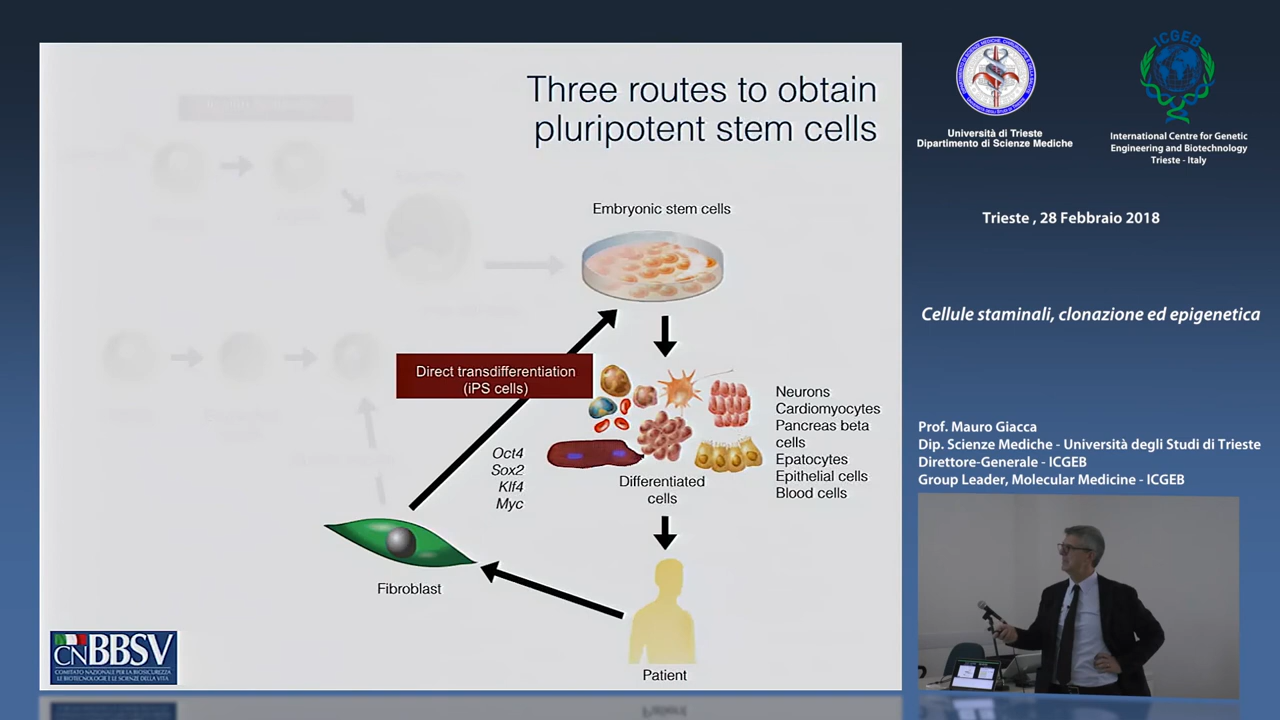 Three routes to obtain
pluripotent stem cells
Embryonic stem cells
Direct transdifferentiation
(iPS cells)
Oct4
Sox2
Klf4
Myc
Neurons
Cardiomyocytes
Pancreas beta
cells
Epatocytes
Epithelial cells
Blood cells
Differentiated
cells
Fibroblast
Patient
CNBBSV
COMITATO NAZIONALE PER LA BIOSICUREZZA
LE BIOTECNOLOGIE E LE SCIENZE DELLA VITA
Università di Trieste
Dipartimento di Scienze Mediche
ICGEB
International Centre for Genetic
Engineering and Biotechnology
Trieste - Italy
Trieste , 28 Febbraio 2018
Cellule staminali, clonazione ed epigenetica
Prof. Mauro Giacca
Dip. Scienze Mediche - Università degli Studi di Trieste
Direttore-Generale - ICGEB
Group Leader, Molecular Medicine - ICGEB